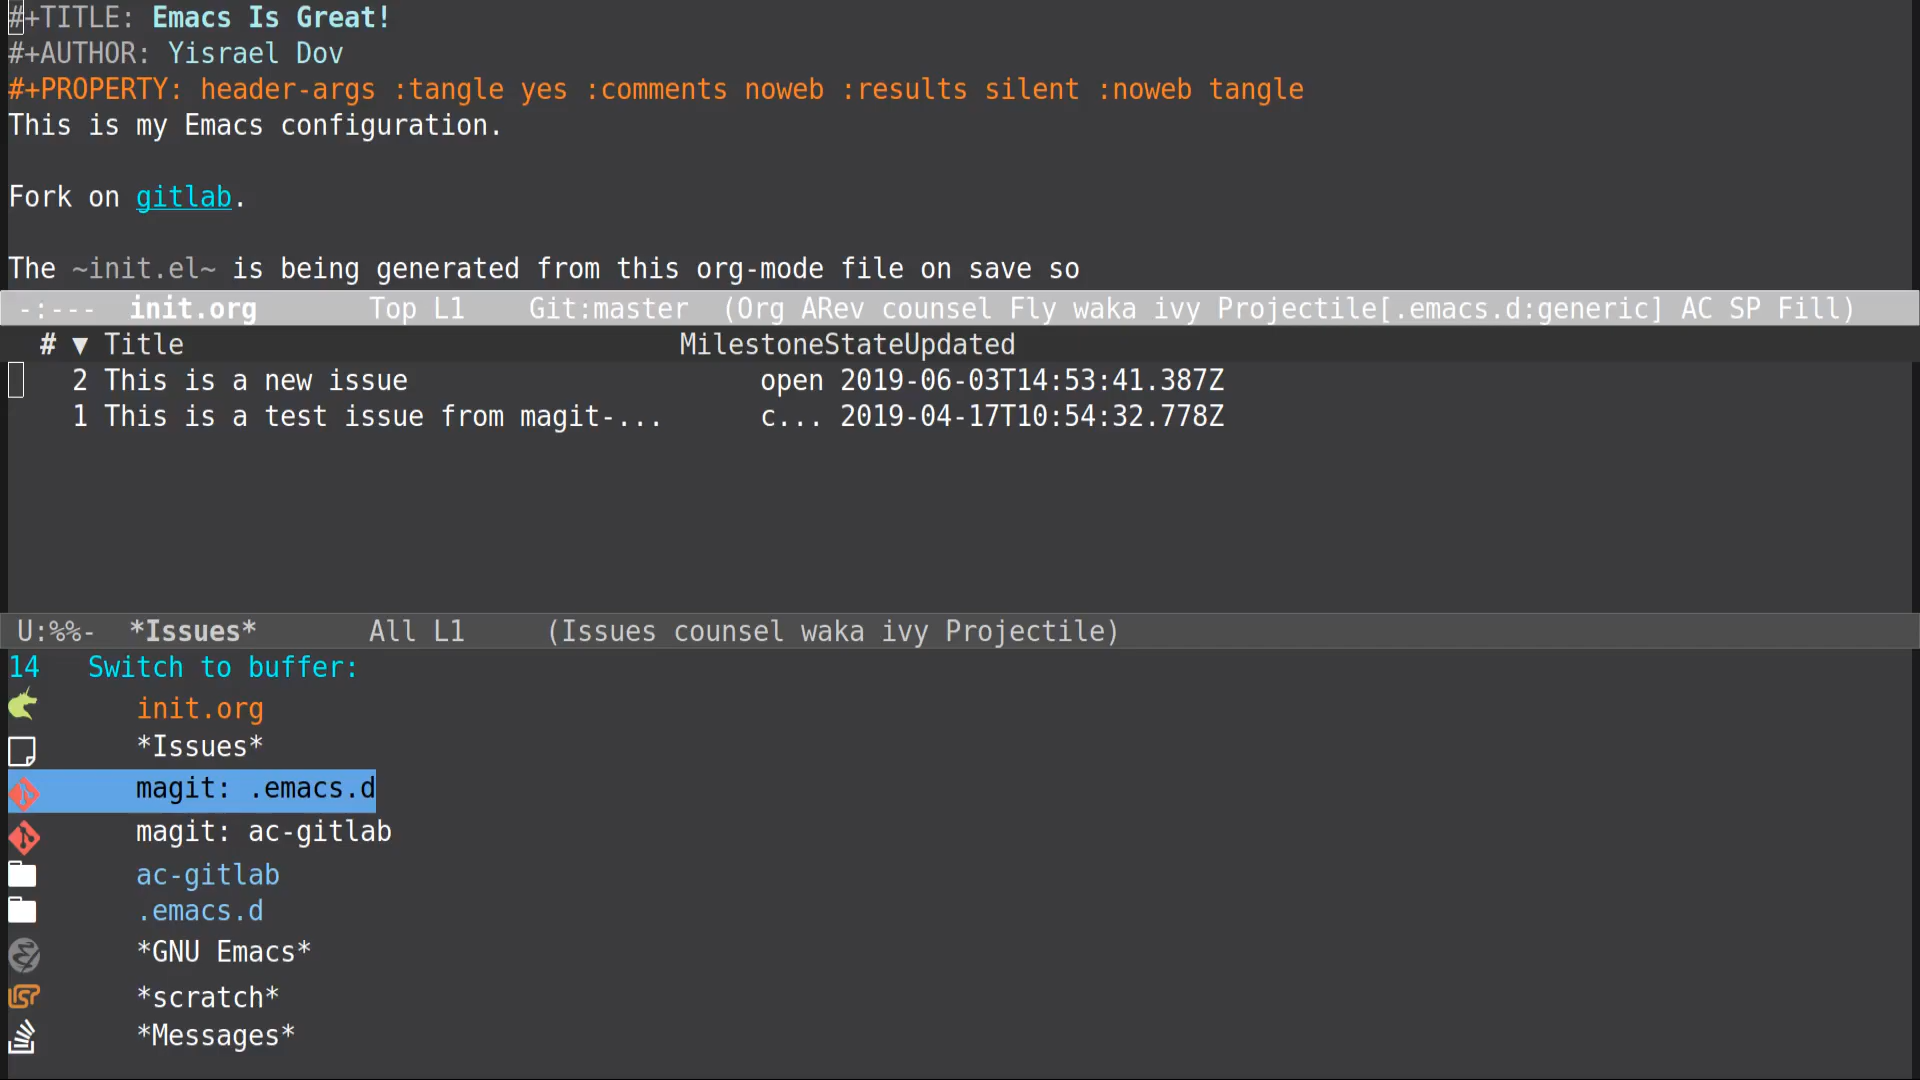 #+TITLE: Emacs Is Great!
#+AUTHOR: Yisrael Dov
#+PROPERTY: header-args :tangle yes :comments noweb :results silent :noweb tangle
This is my Emacs configuration.
Fork on gitlab.
The ~init.el~ is being generated from this org-mode file on save so
-:--- init.org Top L1 Git:master (Org ARev counsel Fly waka ivy Projectile[.emacs.d:generic] AC SP Fill)
# ▼ Title MilestoneStateUpdated
2 This is a new issue open 2019-06-03T14:53:41.387Z
1 This is a test issue from magit-... c... 2019-04-17T10:54:32.778Z
U:%%- *Issues* All L1 (Issues counsel waka ivy Projectile)
14 Switch to buffer:
init.org
*Issues*
magit: .emacs.d
magit: ac-gitlab
ac-gitlab
.emacs.d
*GNU Emacs*
*scratch*
*Messages*